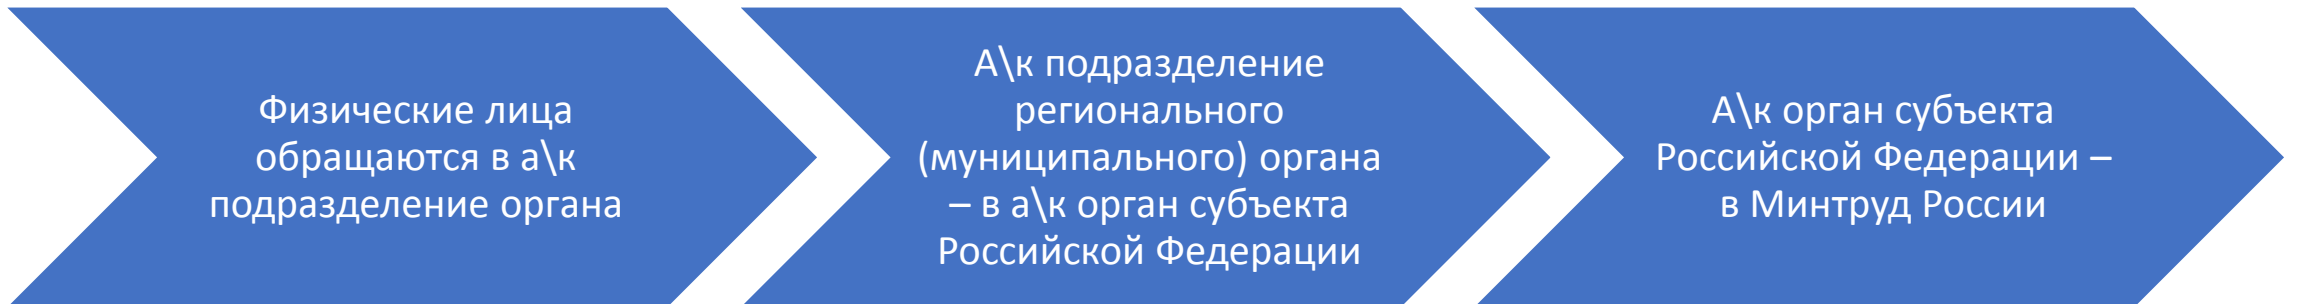 Физические лица
обращаются в а\к
подразделение органа
А\к подразделение
регионального
(муниципального) органа
– в а\к орган субъекта
Российской Федерации
А\к орган субъекта
Российской Федерации –
в Минтруд России